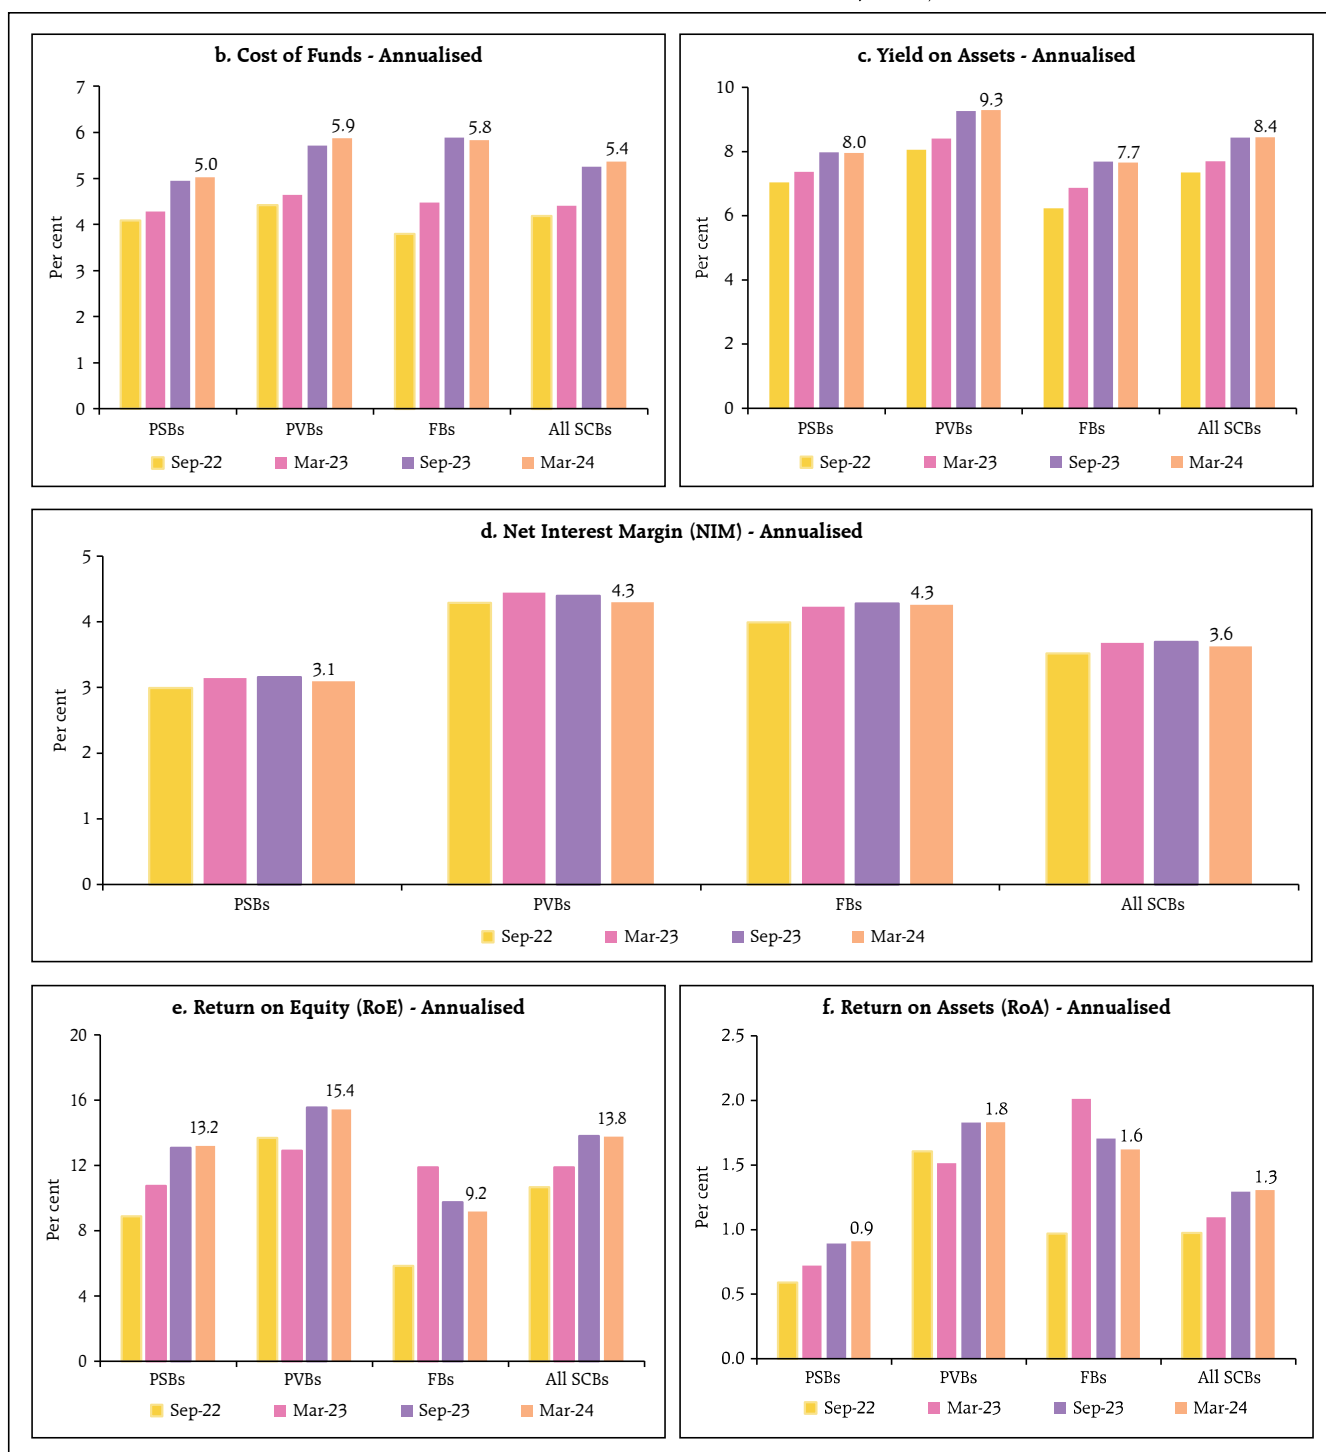 b. Cost of Funds - Annualised
7
6
5
4
3
2
1
0
Per cent
5.0
5.9
5.8
5.4
PSBs PVBs FBs All SCBs
Sep-22 Mar-23 Sep-23 Mar-24
c. Yield on Assets - Annualised
10
8
6
4
2
0
Per cent
8.0
9.3
7.7
8.4
PSBs PVBs FBs All SCBs
Sep-22 Mar-23 Sep-23 Mar-24
d. Net Interest Margin (NIM) - Annualised
5
4
3
2
1
0
Per cent
3.1
4.3
4.3
3.6
PSBs PVBs FBs All SCBs
Sep-22 Mar-23 Sep-23 Mar-24
e. Return on Equity (RoE) - Annualised
20
16
12
8
4
0
Per cent
13.2
15.4
9.2
13.8
PSBs PVBs FBs All SCBs
Sep-22 Mar-23 Sep-23 Mar-24
f. Return on Assets (RoA) - Annualised
2.5
2.0
1.5
1.0
0.5
0.0
Per cent
0.9
1.8
1.6
1.3
PSBs PVBs FBs All SCBs
Sep-22 Mar-23 Sep-23 Mar-24